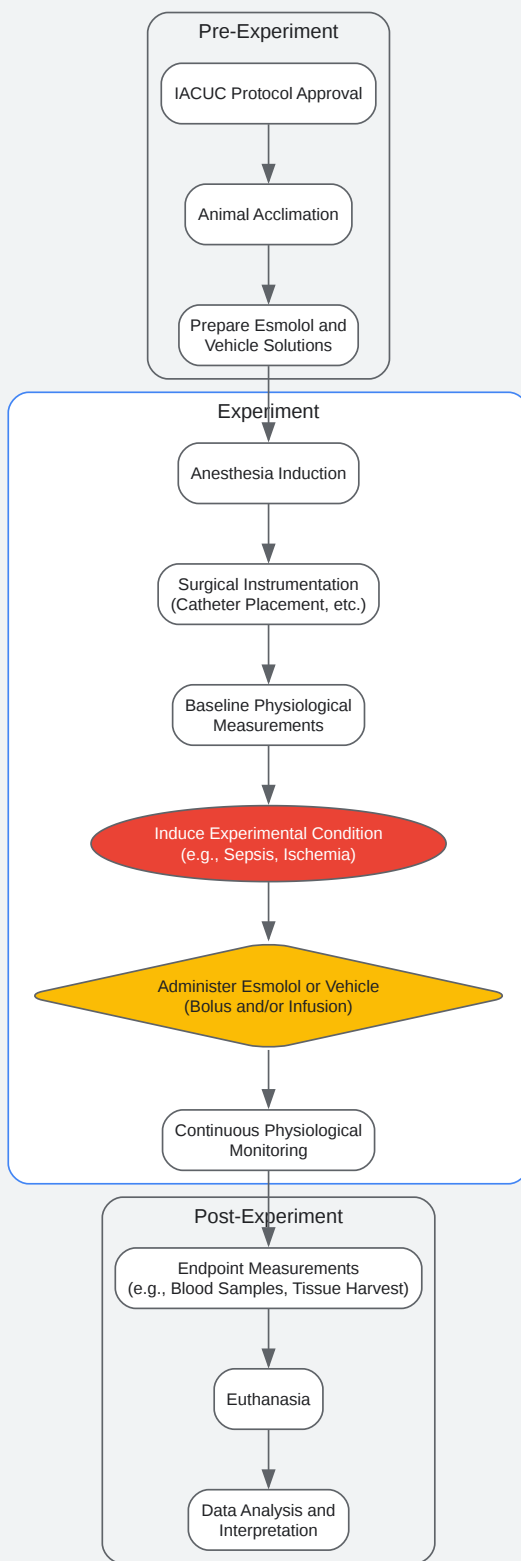 Pre-Experiment
IACUC Protocol Approval
Animal Acclimation
Prepare Esmolol and
Vehicle Solutions
Experiment
Anesthesia Induction
Surgical Instrumentation
(Catheter Placement, etc.)
Baseline Physiological
Measurements
Induce Experimental Condition
(e.g., Sepsis, Ischemia)
Administer Esmolol or Vehicle
(Bolus and/or Infusion)
Continuous Physiological
Monitoring
Post-Experiment
Endpoint Measurements
(e.g., Blood Samples, Tissue Harvest)
Euthanasia
Data Analysis and
Interpretation